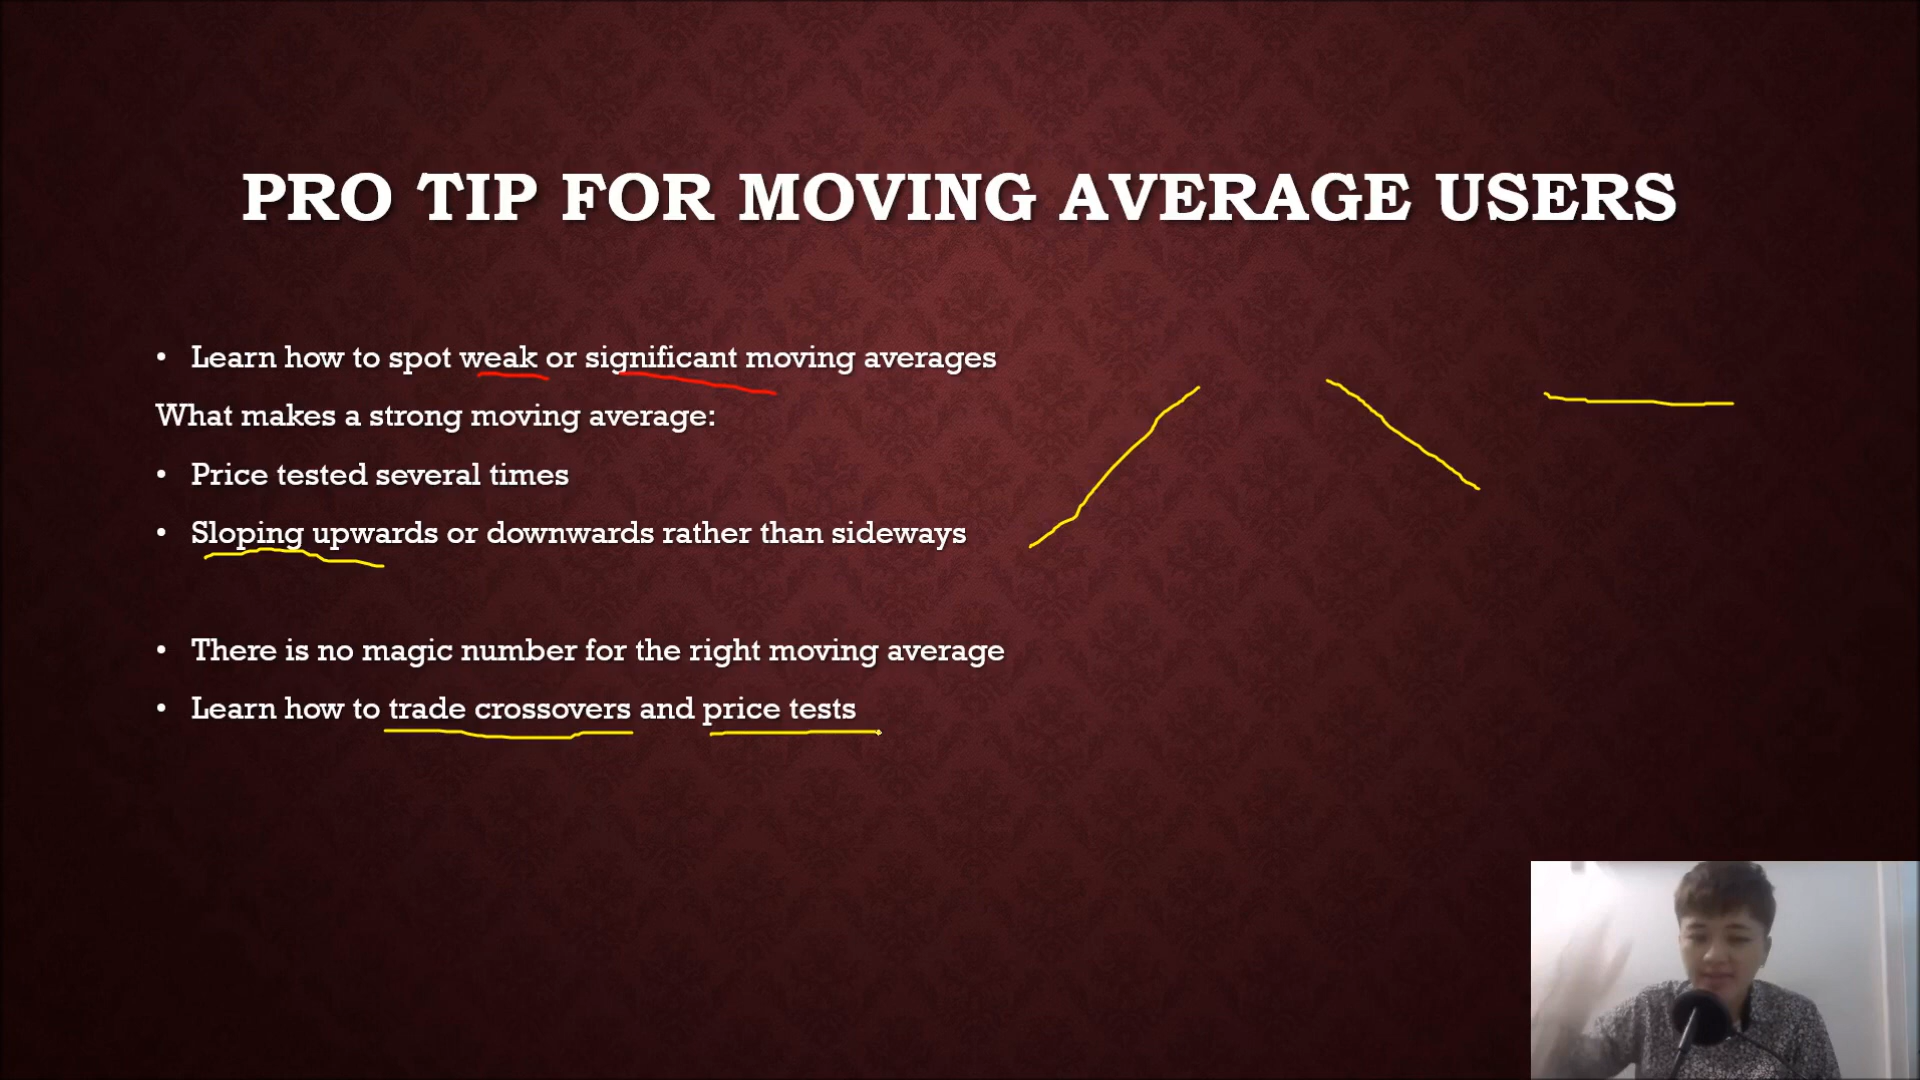 PRO TIP FOR MOVING AVERAGE USERS
• Learn how to spot weak or significant moving averages
What makes a strong moving average:
• Price tested several times
• Sloping upwards or downwards rather than sideways
• There is no magic number for the right moving average
• Learn how to trade crossovers and price tests